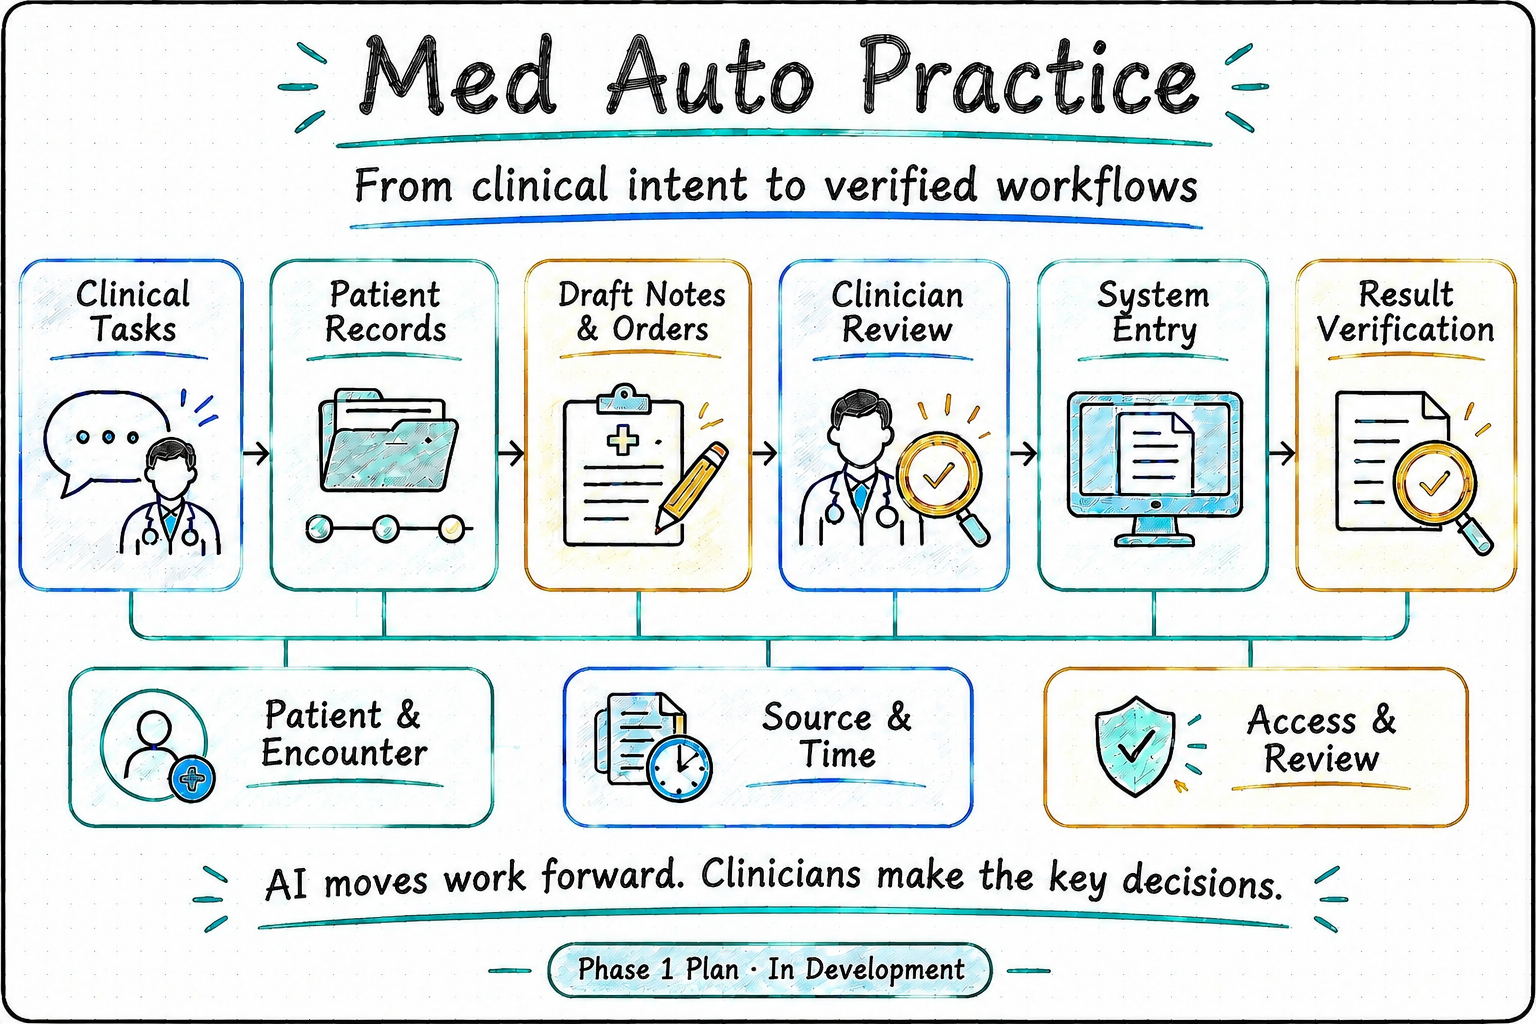 Med Auto Practice
From clinical intent to verified workflows
Clinical
Tasks
Patient
Records
Draft Notes
& Orders
Clinician
Review
System
Entry
Result
Verification
Patient &
Encounter
Source &
Time
Access &
Review
AI moves work forward. Clinicians make the key decisions.
Phase 1 Plan · In Development